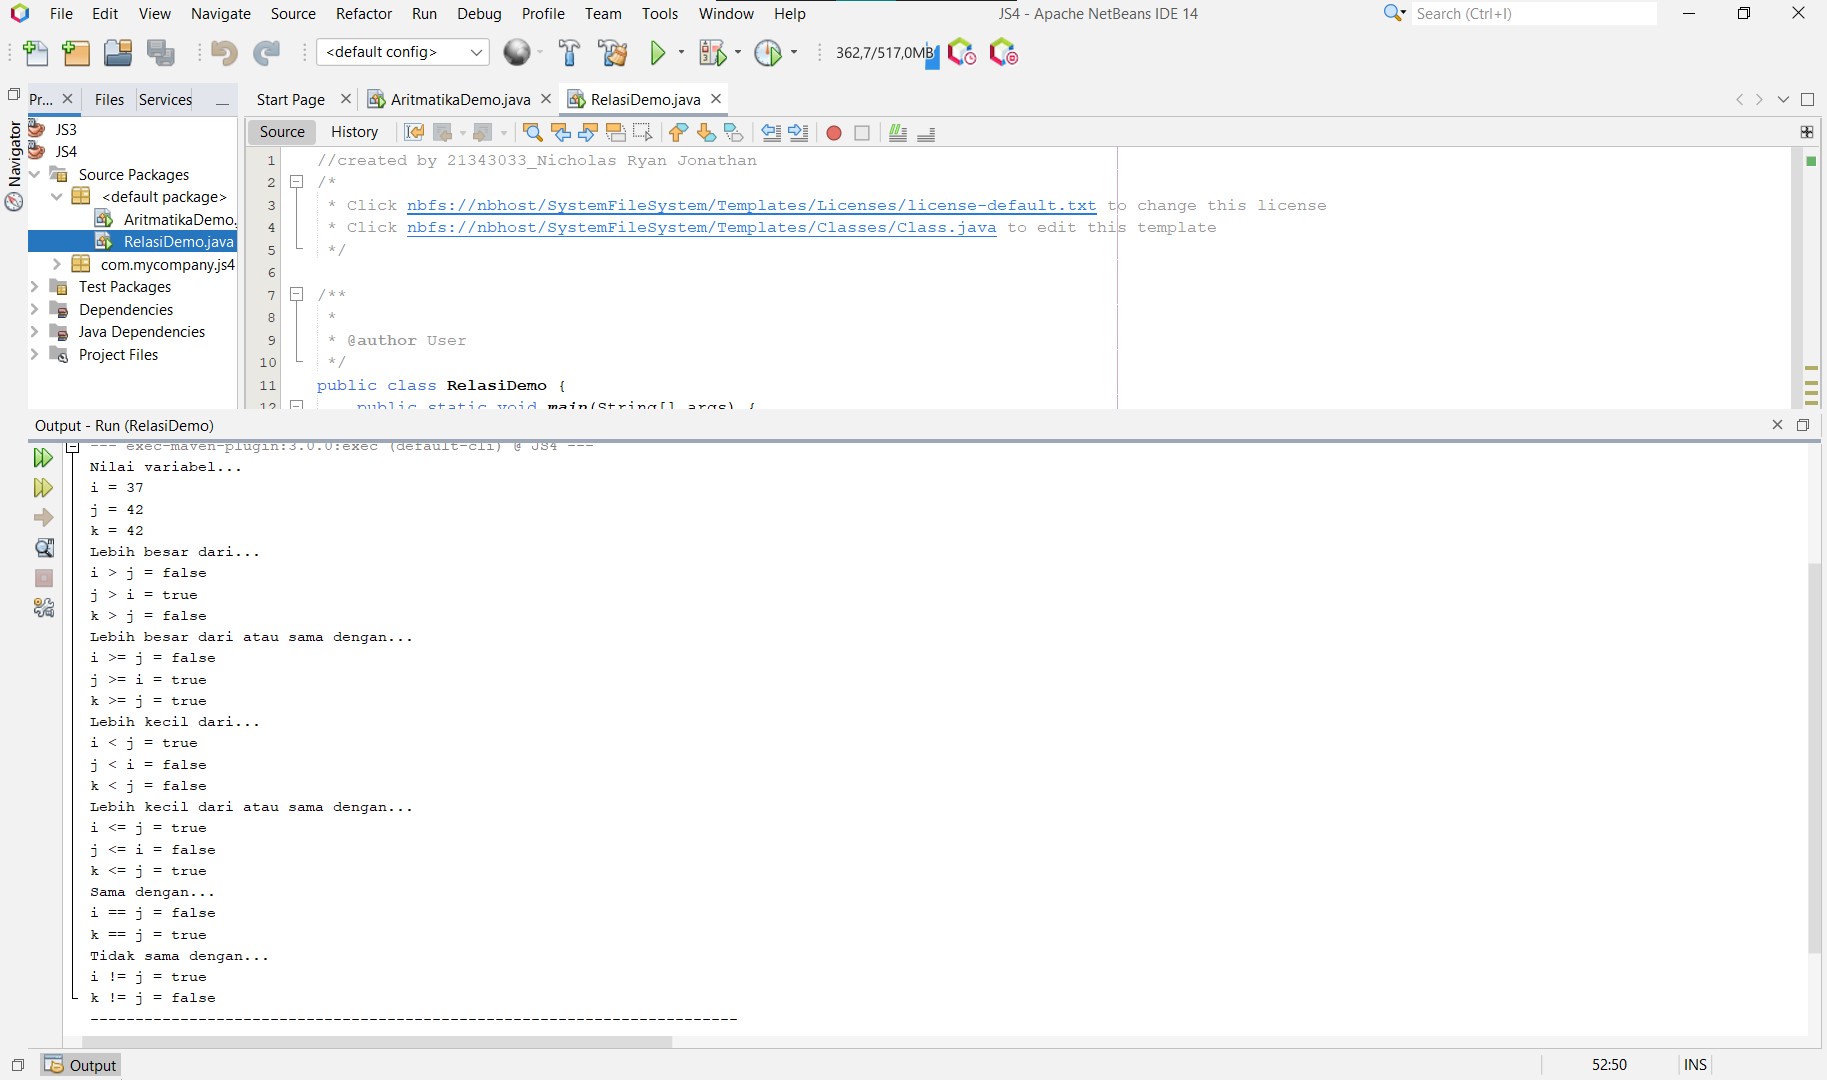 File Edit View Navigate Source Refactor Run Debug Profile Team Tools Window Help JS4 - Apache NetBeans IDE 14 Search (Ctrl+I)
<default config> 362,7/517,0MB
Pr... Files Services Start Page AritmatikaDemo.java RelasiDemo.java
Navigator
JS3
JS4
Source Packages
<default package>
AritmatikaDemo.
RelasiDemo.java
com.mycompany.js4
Test Packages
Dependencies
Java Dependencies
Project Files
Source History
1 //created by 21343033_Nicholas Ryan Jonathan
2 /*
3 * Click nbfs://nbhost/SystemFileSystem/Templates/Licenses/license-default.txt to change this license
4 * Click nbfs://nbhost/SystemFileSystem/Templates/Classes/Class.java to edit this template
5 */
6
7 /**
8 *
9 * @author User
10 */
11 public class RelasiDemo {
12 public static void main(String[] args) {
Output - Run (RelasiDemo)
--- exec-maven-plugin:3.0.0:exec (default-cli) @ JS4 ---
Nilai variabel...
i = 37
j = 42
k = 42
Lebih besar dari...
i > j = false
j > i = true
k > j = false
Lebih besar dari atau sama dengan...
i >= j = false
j >= i = true
k >= j = true
Lebih kecil dari...
i < j = true
j < i = false
k < j = false
Lebih kecil dari atau sama dengan...
i <= j = true
j <= i = false
k <= j = true
Sama dengan...
i == j = false
k == j = true
Tidak sama dengan...
i != j = true
k != j = false
------------------------------------------------------------------------
Output 52:50 INS